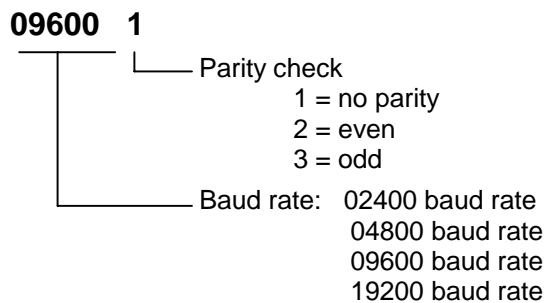 09600 1
Parity check
1 = no parity
2 = even
3 = odd
Baud rate: 02400 baud rate
04800 baud rate
09600 baud rate
19200 baud rate